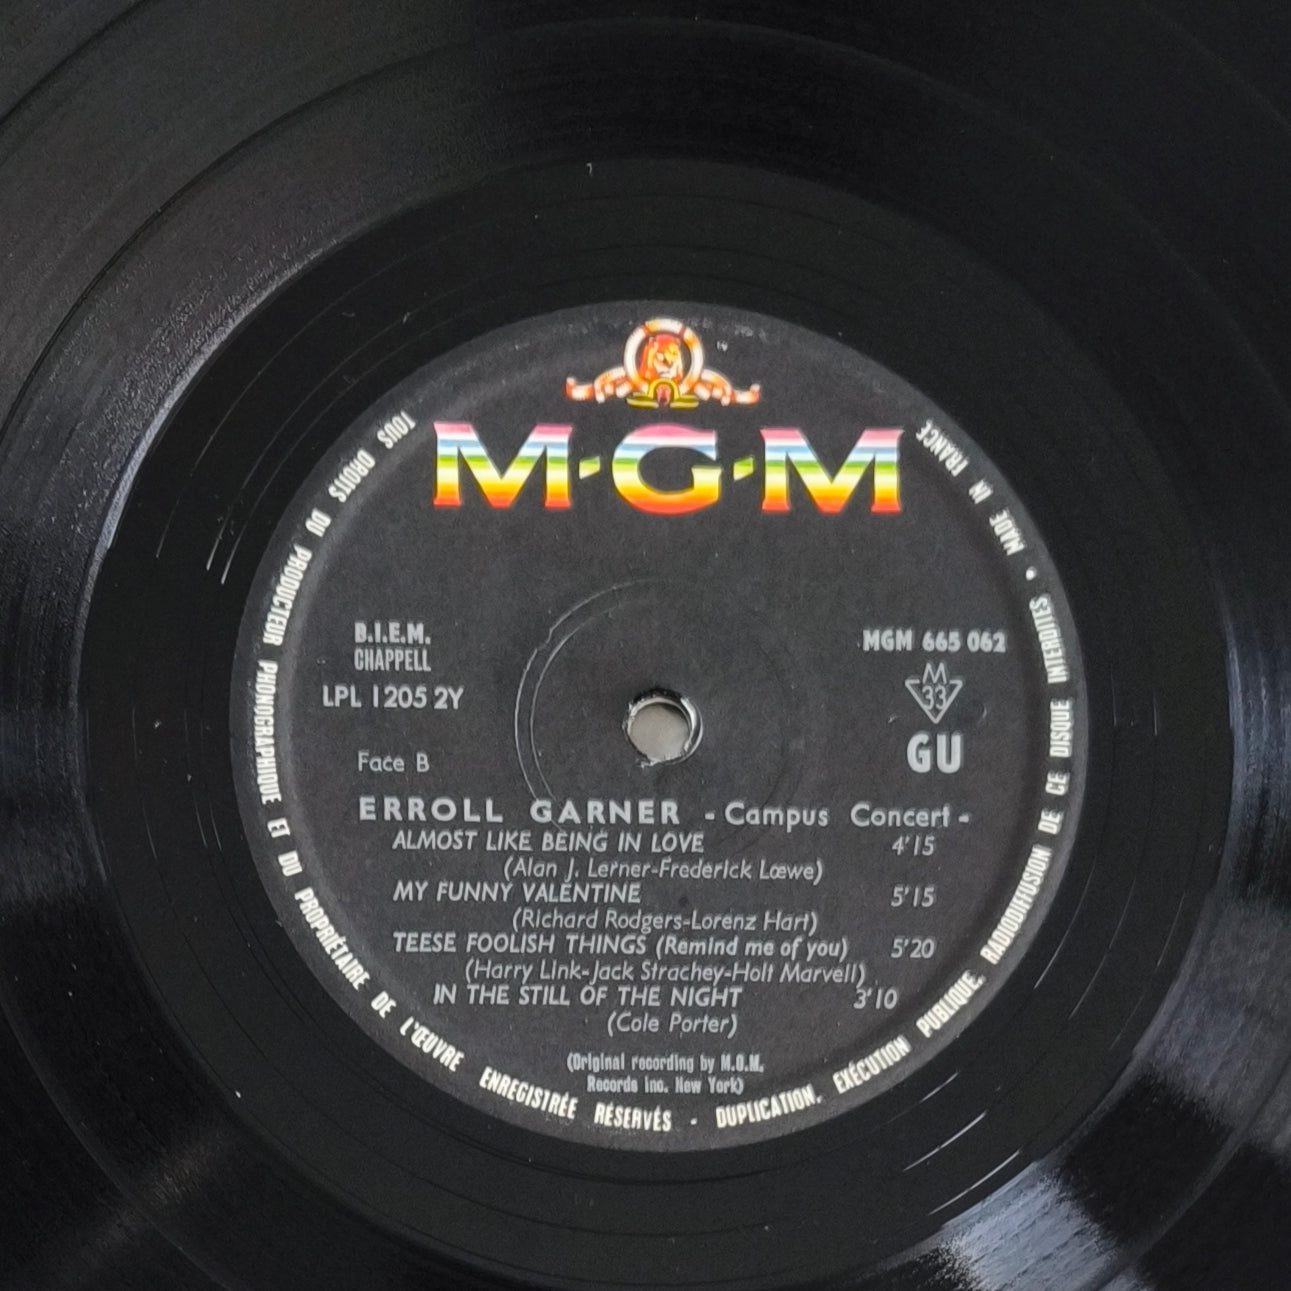 M·G·M
B.I.E.M.
CHAPPELL
LPL 1205 2Y
Face B
MGM 665 062
M
33
GU
ERROLL GARNER - Campus Concert -
ALMOST LIKE BEING IN LOVE 4'15
(Alan J. Lerner-Frederick Lœwe)
MY FUNNY VALENTINE 5'15
(Richard Rodgers-Lorenz Hart)
TEESE FOOLISH THINGS (Remind me of you) 5'20
(Harry Link-Jack Strachey-Holt Marvell)
IN THE STILL OF THE NIGHT 3'10
(Cole Porter)
(Original recording by M.G.M.
Records inc. New York)
TOUS DROITS DU PRODUCTEUR PHONOGRAPHIQUE ET DU PROPRIÉTAIRE DE L'ŒUVRE ENREGISTRÉE RÉSERVÉS - DUPLICATION, EXÉCUTION PUBLIQUE, RADIODIFFUSION DE CE DISQUE INTERDITES • MADE IN FRANCE